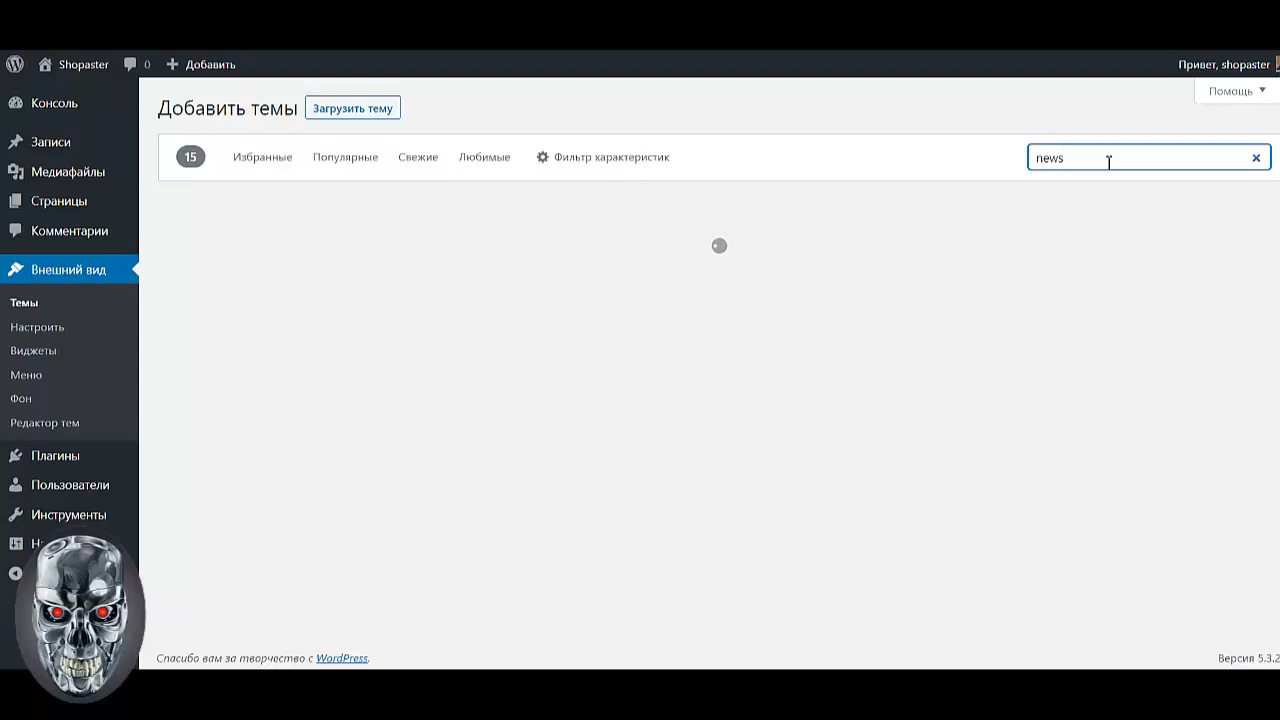 Shopaster
0
Добавить
Привет, shopaster
Помощь
Консоль
Записи
Медиафайлы
Страницы
Комментарии
Внешний вид
Темы
Настроить
Виджеты
Меню
Фон
Редактор тем
Плагины
Пользователи
Инструменты
Добавить темы
Загрузить тему
15
Избранные
Популярные
Свежие
Любимые
Фильтр характеристик
news
Спасибо вам за творчество с WordPress.
Версия 5.3.2